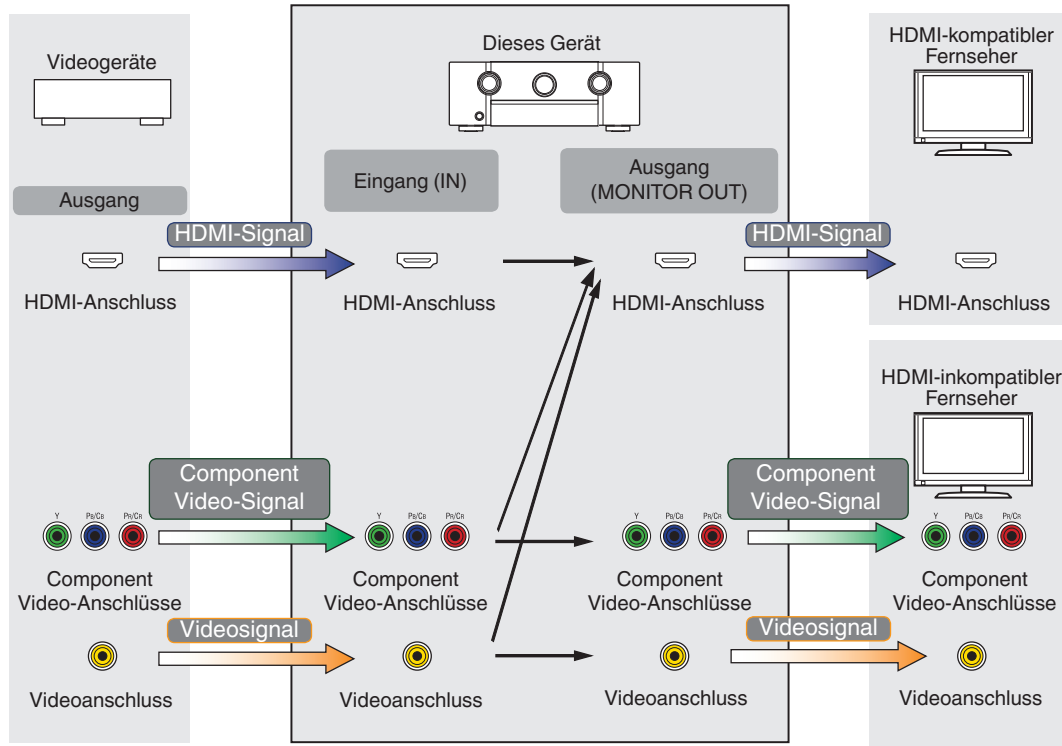 Videogeräte
Dieses Gerät
HDMI-kompatibler
Fernseher
Ausgang
Eingang (IN)
Ausgang
(MONITOR OUT)
HDMI-Signal
HDMI-Signal
HDMI-Anschluss
HDMI-Anschluss
HDMI-Anschluss
HDMI-Anschluss
HDMI-inkompatibler
Fernseher
Component
Video-Signal
Component
Video-Signal
Y PB/CB PR/CR
Y PB/CB PR/CR
Y PB/CB PR/CR
Y PB/CB PR/CR
Component
Video-Anschlüsse
Component
Video-Anschlüsse
Component
Video-Anschlüsse
Component
Video-Anschlüsse
Videosignal
Videosignal
Videoanschluss
Videoanschluss
Videoanschluss
Videoanschluss